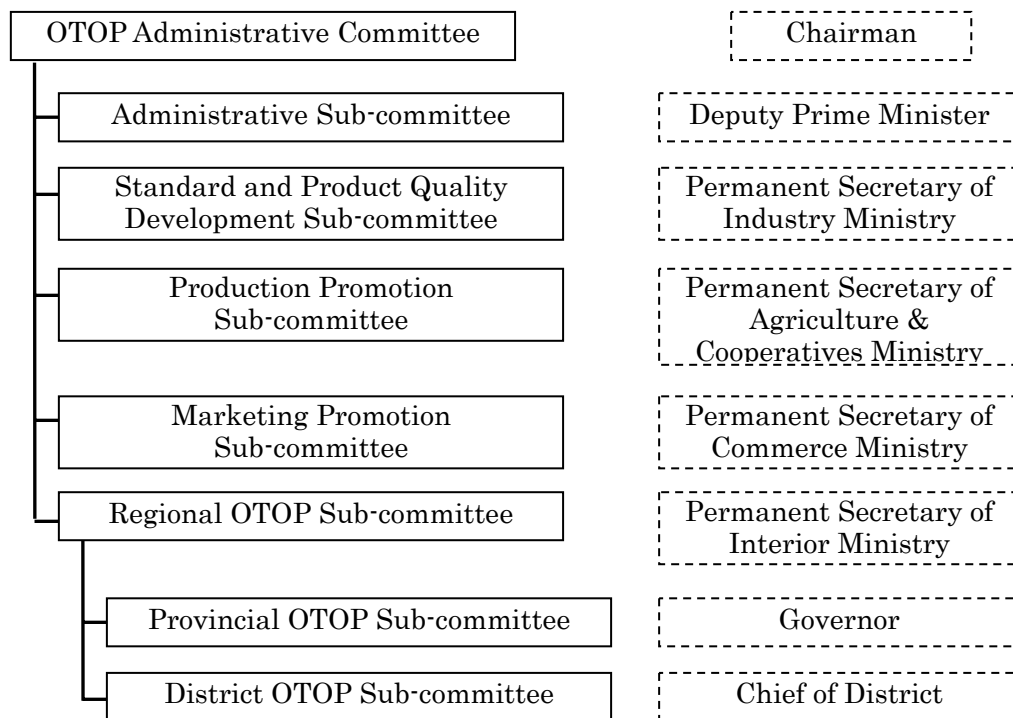 OTOP Administrative Committee
Chairman
Administrative Sub-committee
Deputy Prime Minister
Standard and Product Quality
Development Sub-committee
Permanent Secretary of
Industry Ministry
Production Promotion
Sub-committee
Permanent Secretary of
Agriculture &
Cooperatives Ministry
Marketing Promotion
Sub-committee
Permanent Secretary of
Commerce Ministry
Regional OTOP Sub-committee
Permanent Secretary of
Interior Ministry
Provincial OTOP Sub-committee
Governor
District OTOP Sub-committee
Chief of District